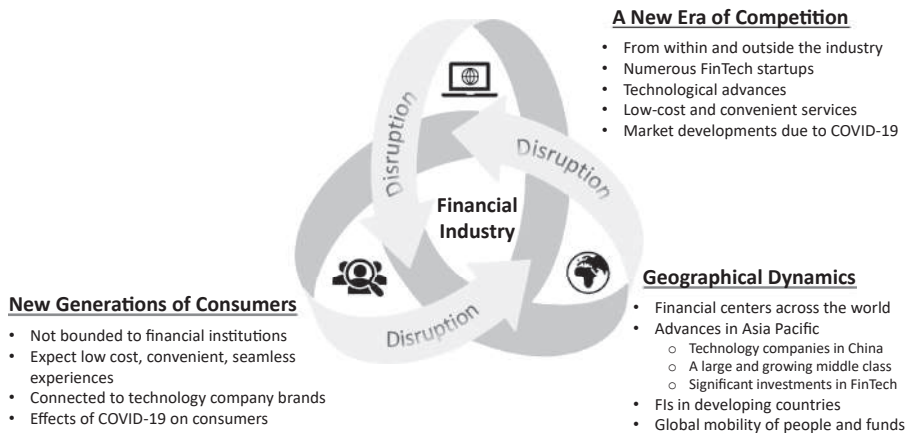 A New Era of Competition
• From within and outside the industry
• Numerous FinTech startups
• Technological advances
• Low-cost and convenient services
• Market developments due to COVID-19
Disruption
Disruption
Financial
Industry
Disruption
New Generations of Consumers
• Not bounded to financial institutions
• Expect low cost, convenient, seamless
experiences
• Connected to technology company brands
• Effects of COVID-19 on consumers
Geographical Dynamics
• Financial centers across the world
• Advances in Asia Pacific
o Technology companies in China
o A large and growing middle class
o Significant investments in FinTech
• FIs in developing countries
• Global mobility of people and funds